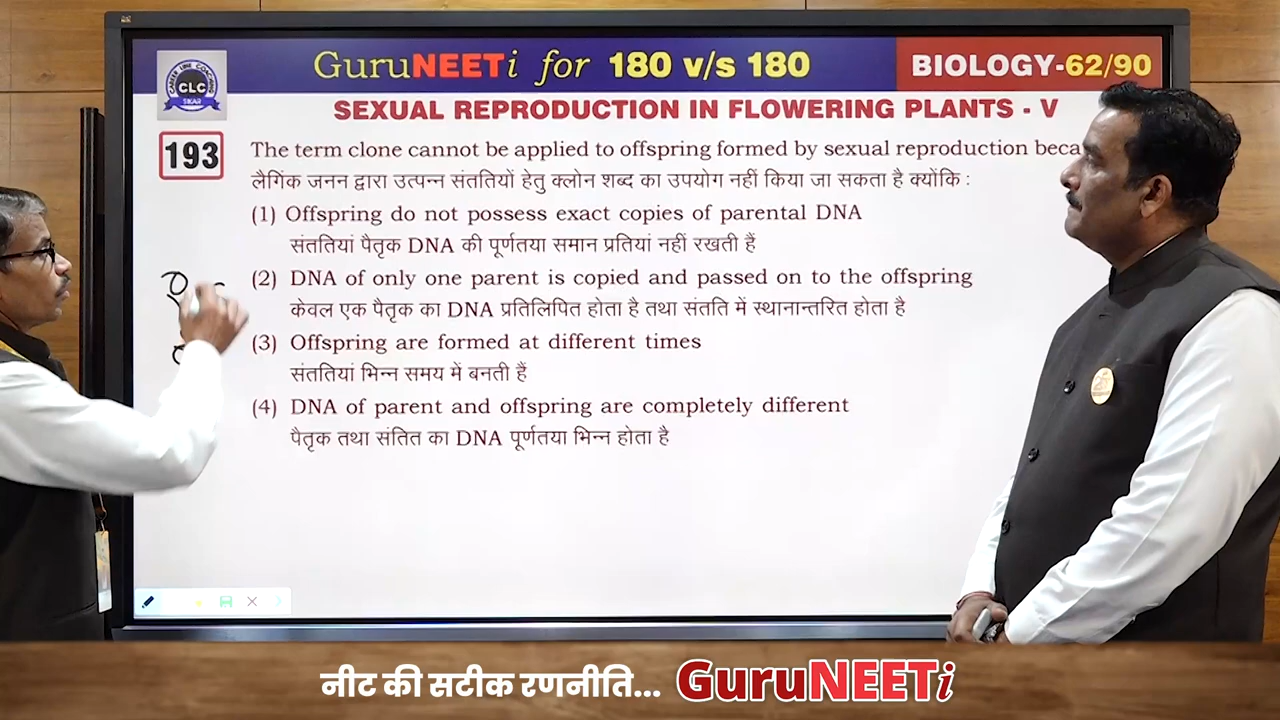 GuruNEETi for 180 v/s 180
BIOLOGY-62/90
CAREER LINE COACHING
CLC
SIKAR
SEXUAL REPRODUCTION IN FLOWERING PLANTS - V
193
The term clone cannot be applied to offspring formed by sexual reproduction beca
लैगिंक जनन द्वारा उत्पन्न संततियों हेतु क्लोन शब्द का उपयोग नहीं किया जा सकता है क्योंकि :
(1) Offspring do not possess exact copies of parental DNA
संततियां पैतृक DNA की पूर्णतया समान प्रतियां नहीं रखती हैं
(2) DNA of only one parent is copied and passed on to the offspring
केवल एक पैतृक का DNA प्रतिलिपित होता है तथा संतति में स्थानान्तरित होता है
(3) Offspring are formed at different times
संततियां भिन्न समय में बनती हैं
(4) DNA of parent and offspring are completely different
पैतृक तथा संतित का DNA पूर्णतया भिन्न होता है
नीट की सटीक रणनीति... GuruNEETi